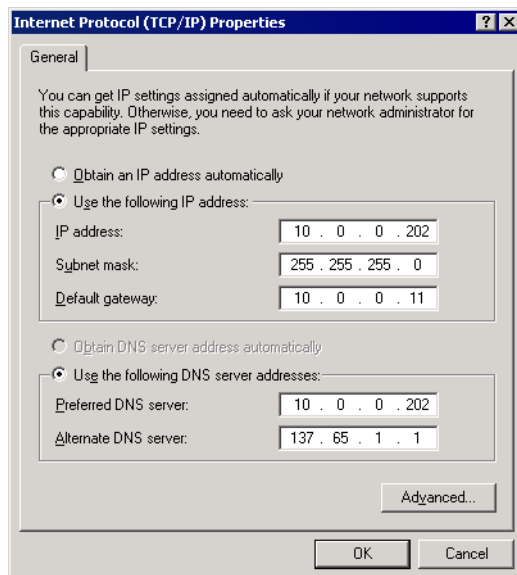 Internet Protocol (TCP/IP) Properties
General
You can get IP settings assigned automatically if your network supports
this capability. Otherwise, you need to ask your network administrator for
the appropriate IP settings.
Obtain an IP address automatically
Use the following IP address:
IP address: 10 . 0 . 0 . 202
Subnet mask: 255 . 255 . 255 . 0
Default gateway: 10 . 0 . 0 . 11
Obtain DNS server address automatically
Use the following DNS server addresses:
Preferred DNS server: 10 . 0 . 0 . 202
Alternate DNS server: 137 . 65 . 1 . 1
Advanced...
OK Cancel